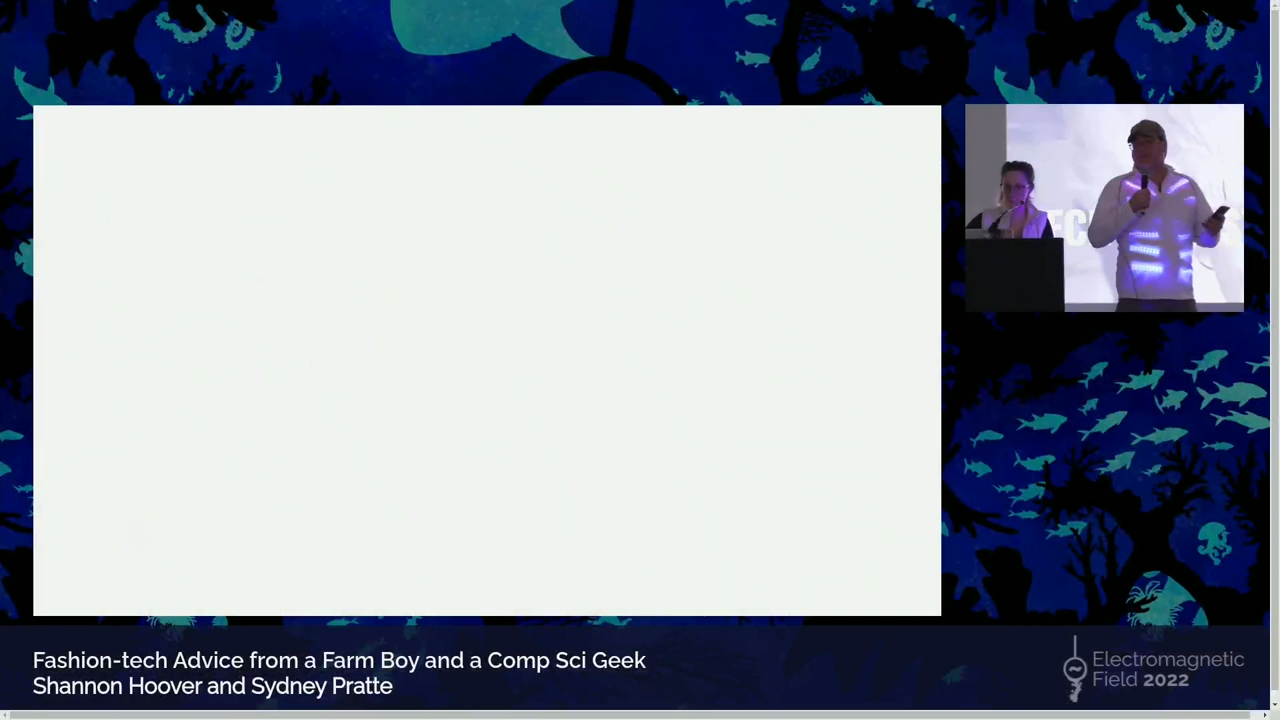 Fashion-tech Advice from a Farm Boy and a Comp Sci Geek
Shannon Hoover and Sydney Pratte
Electromagnetic
Field 2022